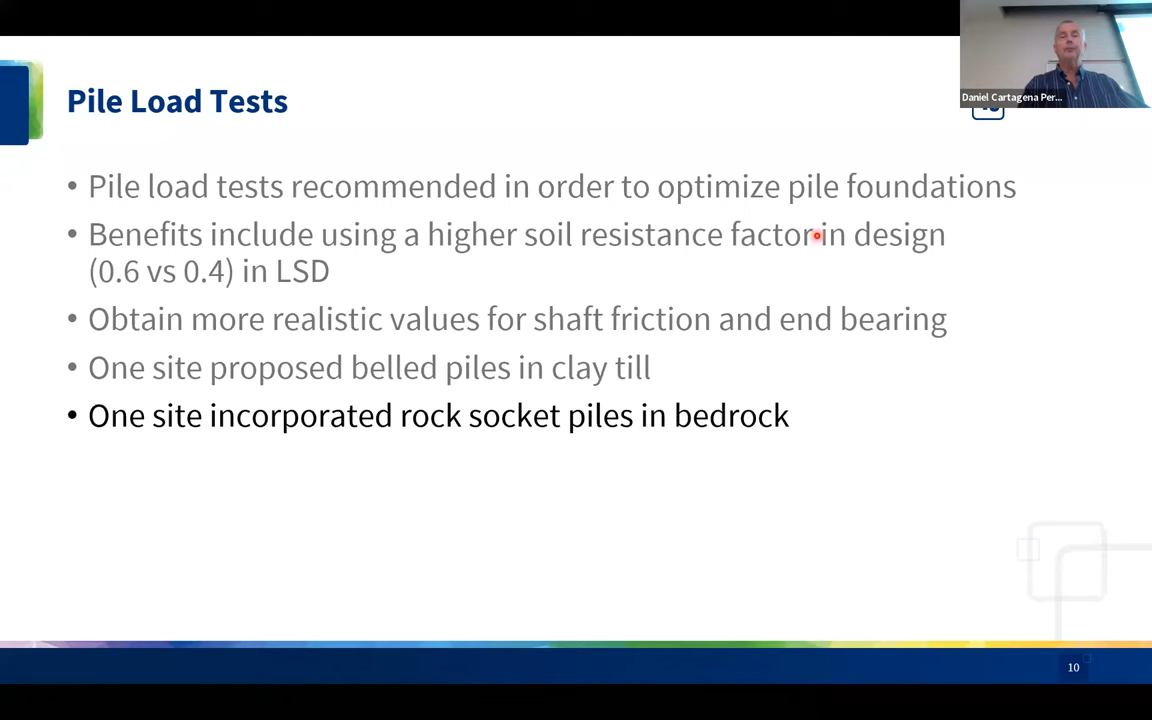 Daniel Cartagena Per...
Pile Load Tests
• Pile load tests recommended in order to optimize pile foundations
• Benefits include using a higher soil resistance factor in design
(0.6 vs 0.4) in LSD
• Obtain more realistic values for shaft friction and end bearing
• One site proposed belled piles in clay till
• One site incorporated rock socket piles in bedrock
10